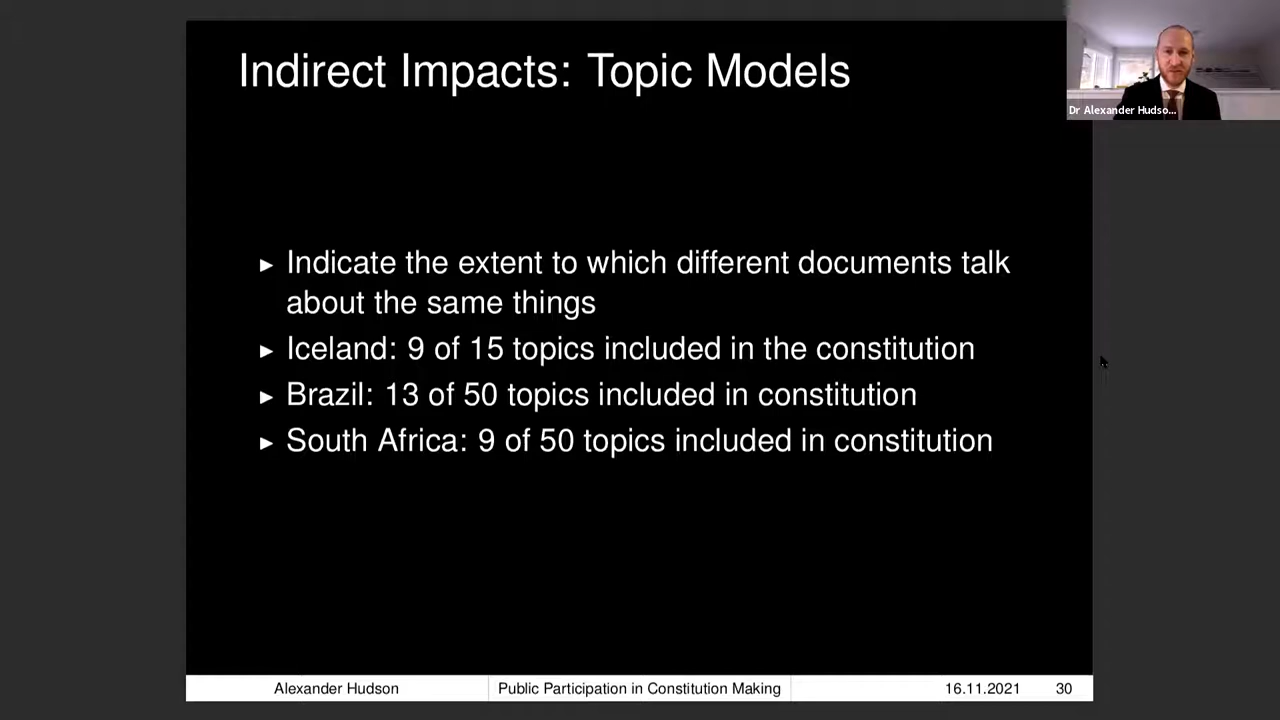 Indirect Impacts: Topic Models
Dr Alexander Hudso...
▶ Indicate the extent to which different documents talk
about the same things
▶ Iceland: 9 of 15 topics included in the constitution
▶ Brazil: 13 of 50 topics included in constitution
▶ South Africa: 9 of 50 topics included in constitution
Alexander Hudson Public Participation in Constitution Making 16.11.2021 30